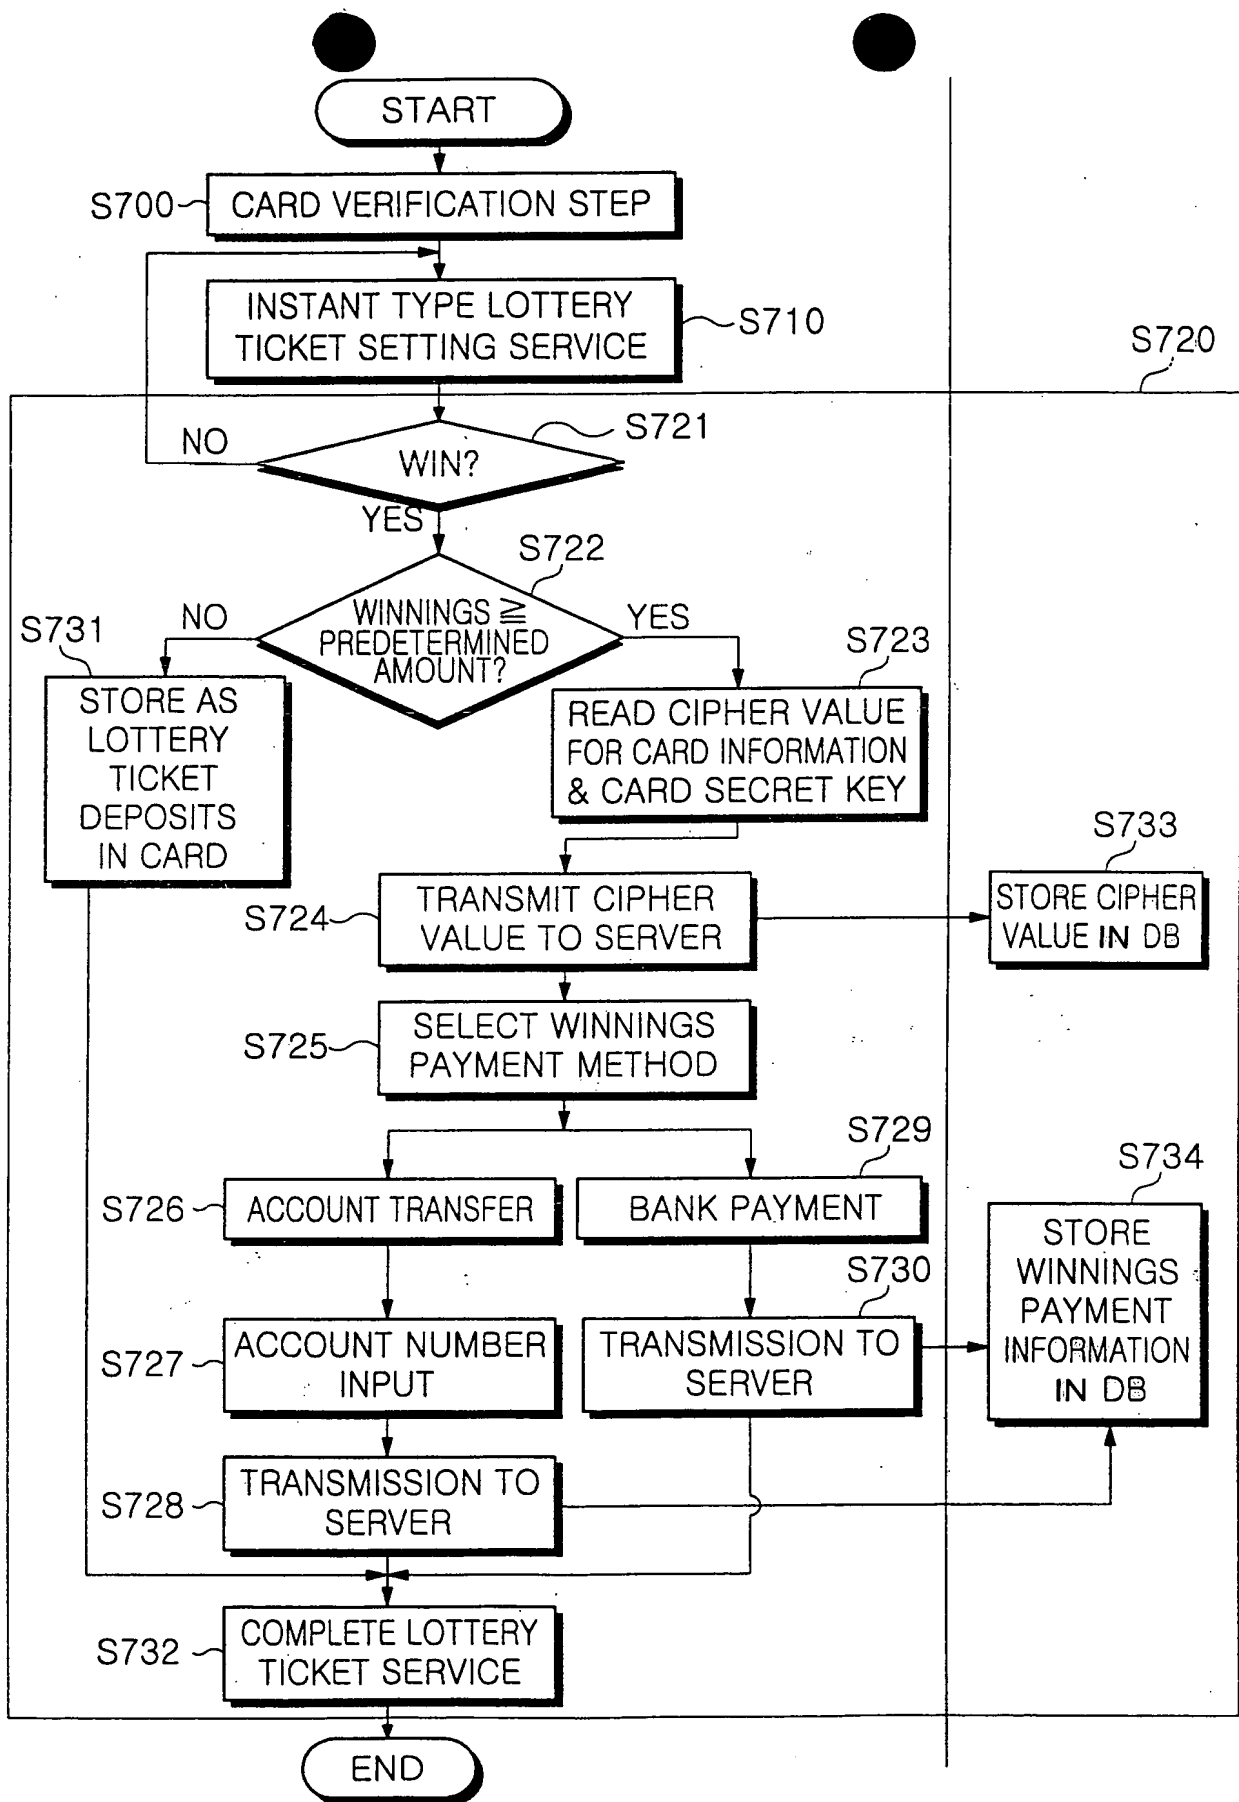 START
S700
CARD VERIFICATION STEP
INSTANT TYPE LOTTERY
TICKET SETTING SERVICE
S710
S720
NO
S721
WIN?
YES
S722
NO
WINNINGS ≧
PREDETERMINED
AMOUNT?
YES
S731
STORE AS
LOTTERY
TICKET
DEPOSITS
IN CARD
S723
READ CIPHER VALUE
FOR CARD INFORMATION
& CARD SECRET KEY
S724
TRANSMIT CIPHER
VALUE TO SERVER
S733
STORE CIPHER
VALUE IN DB
S725
SELECT WINNINGS
PAYMENT METHOD
S726
ACCOUNT TRANSFER
S729
BANK PAYMENT
S734
STORE
WINNINGS
PAYMENT
INFORMATION
IN DB
S727
ACCOUNT NUMBER
INPUT
S730
TRANSMISSION TO
SERVER
S728
TRANSMISSION TO
SERVER
S732
COMPLETE LOTTERY
TICKET SERVICE
END